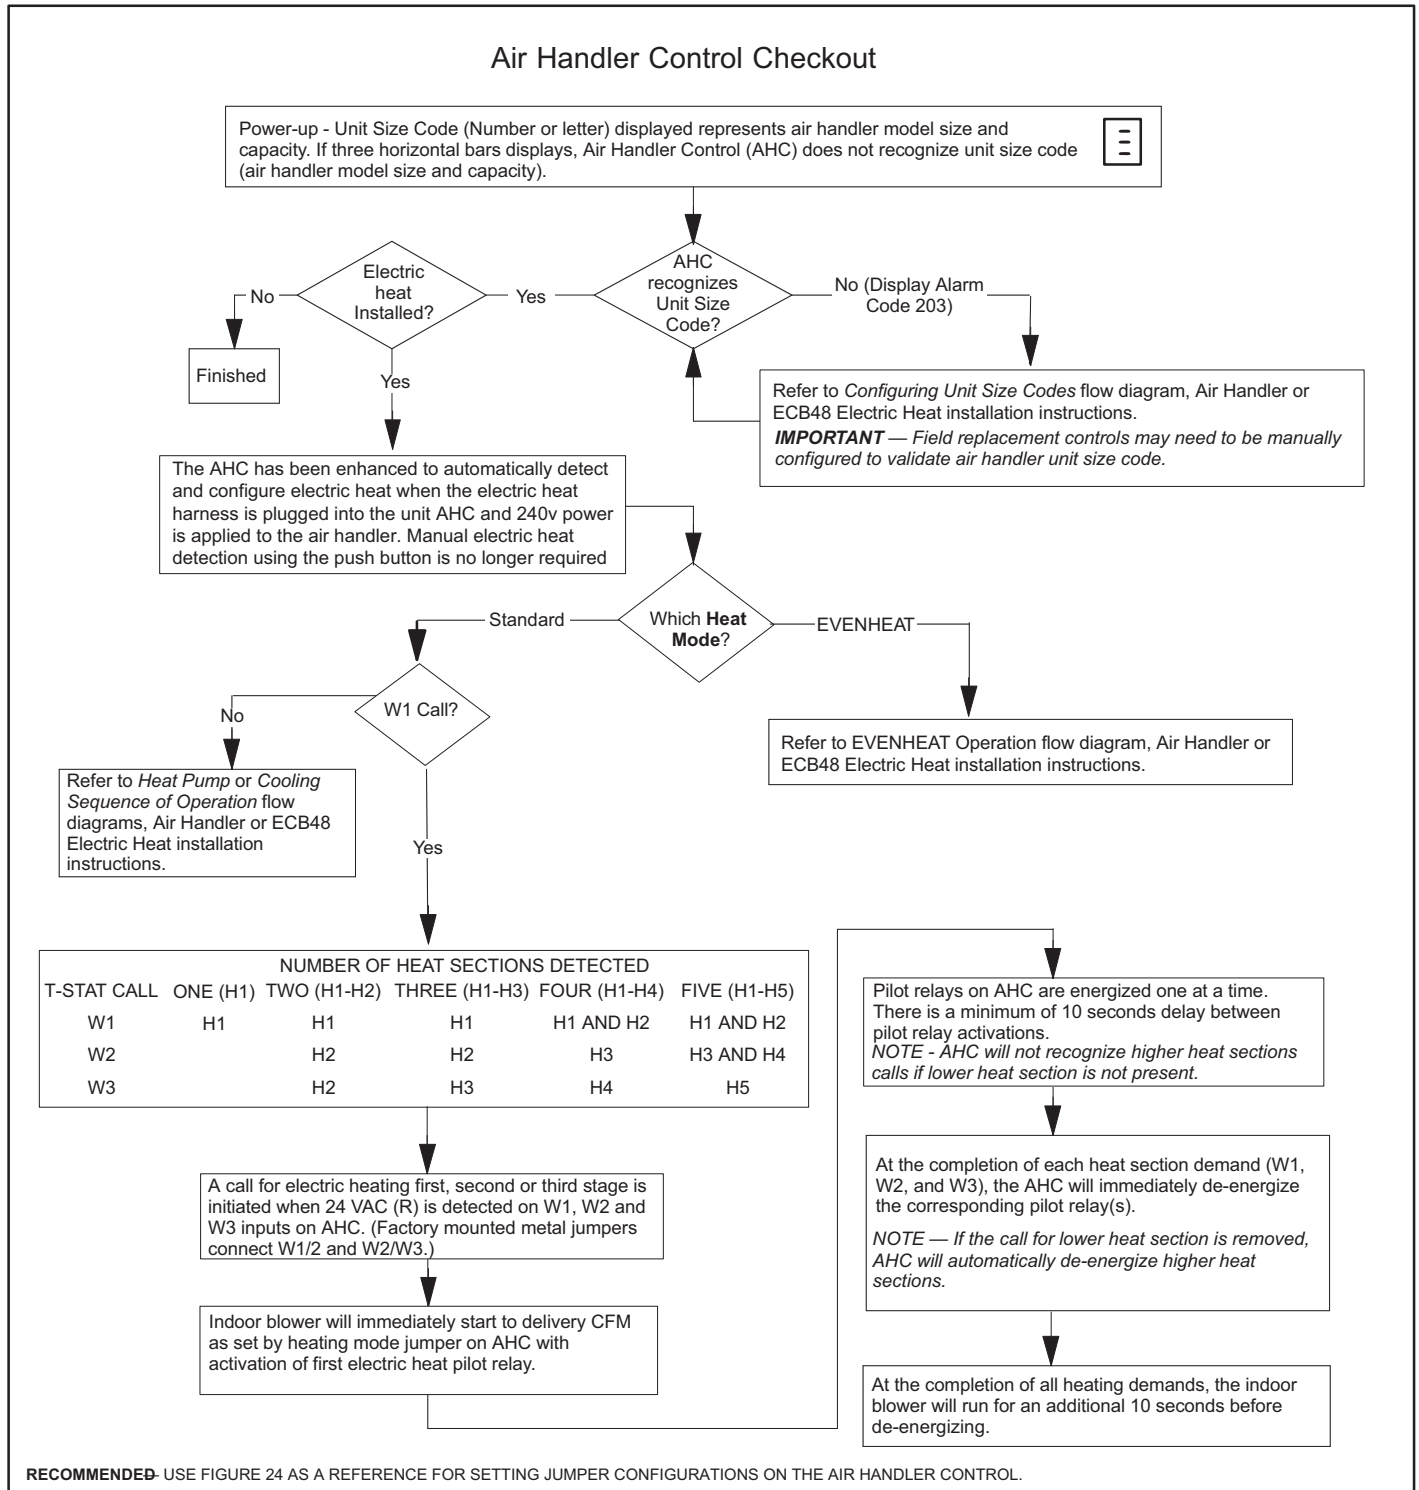 Air Handler Control Checkout
Power-up - Unit Size Code (Number or letter) displayed represents air handler model size and
capacity. If three horizontal bars displays, Air Handler Control (AHC) does not recognize unit size code
(air handler model size and capacity).
AHC
recognizes
Unit Size
Code?
Yes
No (Display Alarm
Code 203)
Electric
heat
Installed?
No
Finished
Yes
Refer to Configuring Unit Size Codes flow diagram, Air Handler or
ECB48 Electric Heat installation instructions.
IMPORTANT — Field replacement controls may need to be manually
configured to validate air handler unit size code.
The AHC has been enhanced to automatically detect
and configure electric heat when the electric heat
harness is plugged into the unit AHC and 240v power
is applied to the air handler. Manual electric heat
detection using the push button is no longer required
Which Heat
Mode?
Standard
EVENHEAT
W1 Call?
No
Refer to EVENHEAT Operation flow diagram, Air Handler or
ECB48 Electric Heat installation instructions.
Refer to Heat Pump or Cooling
Sequence of Operation flow
diagrams, Air Handler or ECB48
Electric Heat installation
instructions.
Yes
NUMBER OF HEAT SECTIONS DETECTED
T-STAT CALL ONE (H1) TWO (H1-H2) THREE (H1-H3) FOUR (H1-H4) FIVE (H1-H5)
W1 H1 H1 H1 H1 AND H2 H1 AND H2
W2 H2 H2 H3 H3 AND H4
W3 H2 H3 H4 H5
A call for electric heating first, second or third stage is
initiated when 24 VAC (R) is detected on W1, W2 and
W3 inputs on AHC. (Factory mounted metal jumpers
connect W1/2 and W2/W3.)
Indoor blower will immediately start to delivery CFM
as set by heating mode jumper on AHC with
activation of first electric heat pilot relay.
Pilot relays on AHC are energized one at a time.
There is a minimum of 10 seconds delay between
pilot relay activations.
NOTE - AHC will not recognize higher heat sections
calls if lower heat section is not present.
At the completion of each heat section demand (W1,
W2, and W3), the AHC will immediately de-energize
the corresponding pilot relay(s).
NOTE — If the call for lower heat section is removed,
AHC will automatically de-energize higher heat
sections.
At the completion of all heating demands, the indoor
blower will run for an additional 10 seconds before
de-energizing.
RECOMMENDED— USE FIGURE 24 AS A REFERENCE FOR SETTING JUMPER CONFIGURATIONS ON THE AIR HANDLER CONTROL.